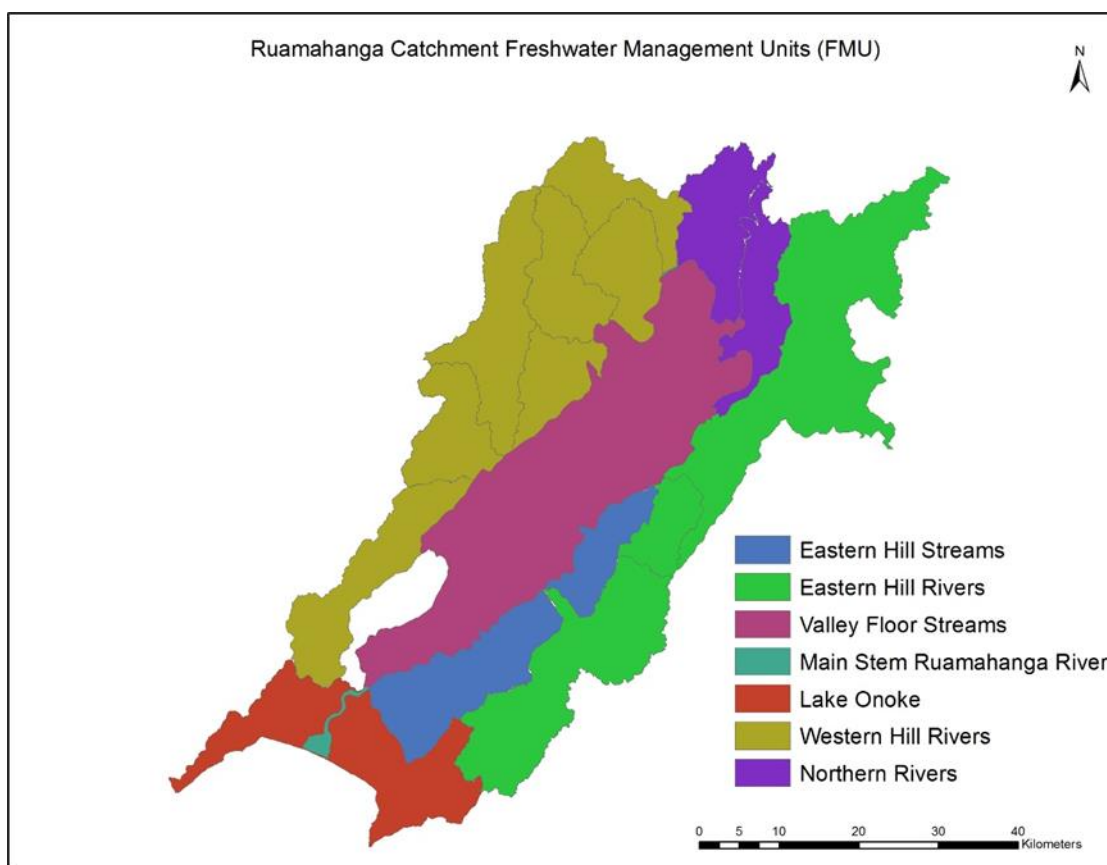 Ruamahanga Catchment Freshwater Management Units (FMU)
N
Eastern Hill Streams
Eastern Hill Rivers
Valley Floor Streams
Main Stem Ruamahanga River
Lake Onoke
Western Hill Rivers
Northern Rivers
0 5 10 20 30 40
Kilometers